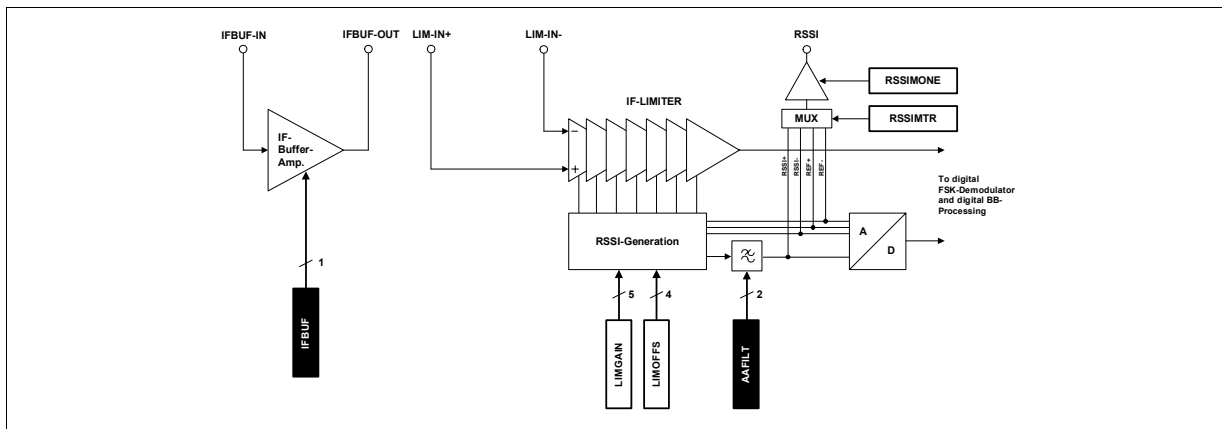 IFBUF-IN
IFBUF-OUT
LIM-IN+
LIM-IN-
RSSI
RSSIMONE
IF-LIMITER
MUX
RSSIMTR
IF-
Buffer-
Amp.
−
+
RSSI+
RSSI-
REF+
REF-
To digital
FSK-Demodulator
and digital BB-
Processing
RSSI-Generation
A
D
1
5
4
2
IFBUF
LIMGAIN
LIMOFFS
AAFILT